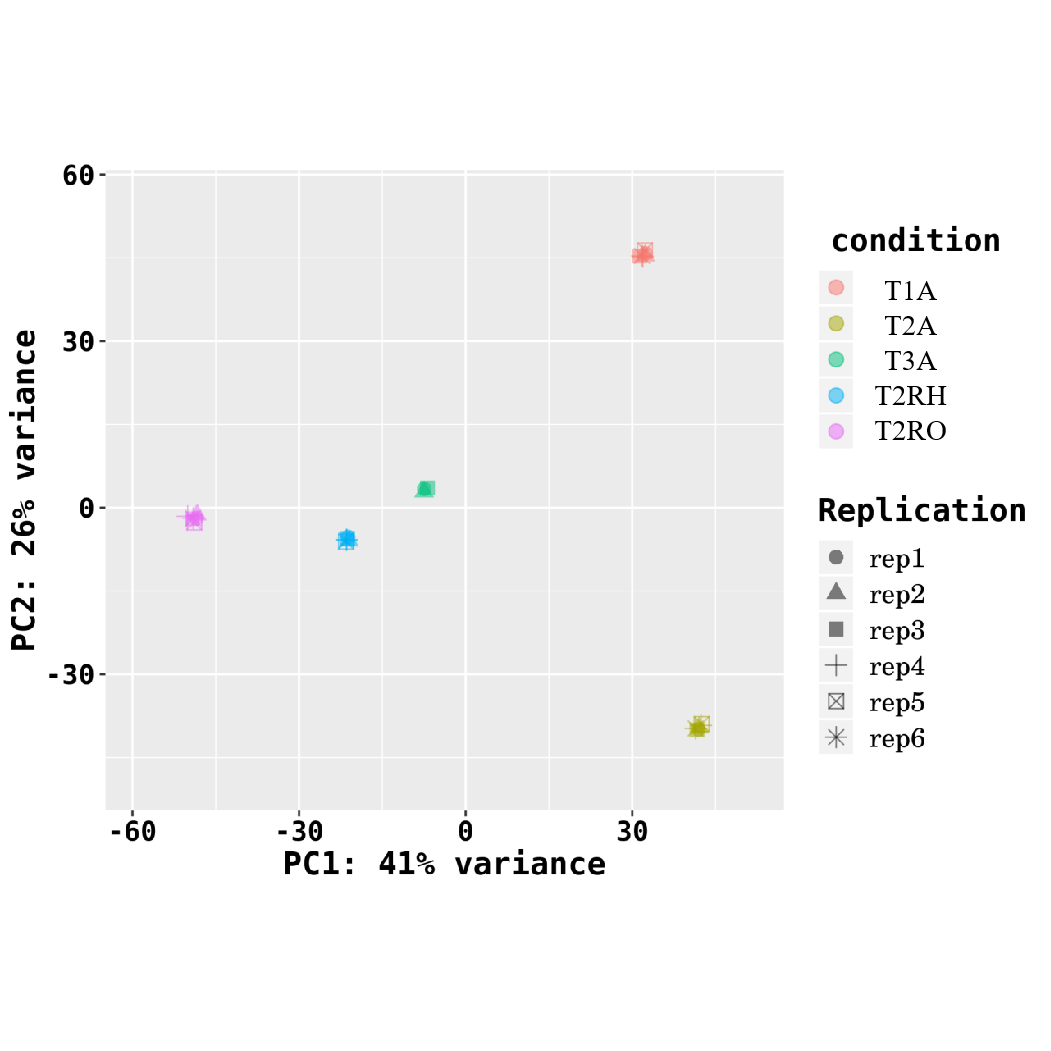 60
30
0
-30
PC2: 26% variance
-60
-30
0
30
PC1: 41% variance
condition
T1A
T2A
T3A
T2RH
T2RO
Replication
rep1
rep2
rep3
rep4
rep5
rep6